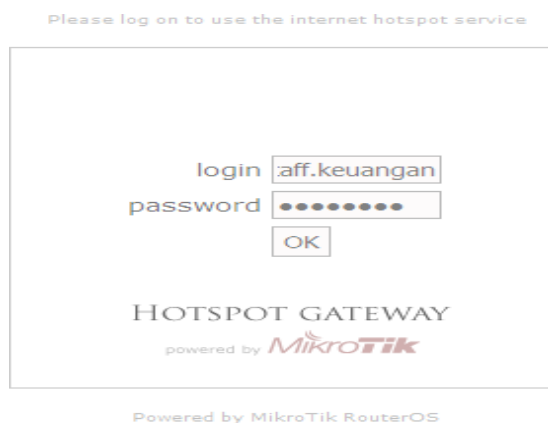 Please log on to use the internet hotspot service
login :aff.keuangan
password ●●●●●●●●
OK
HOTSPOT GATEWAY
powered by MikroTik
Powered by MikroTik RouterOS